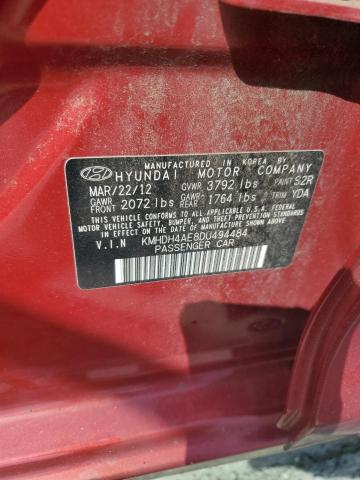 MANUFACTURED BY
HYUNDAI MOTOR COMPANY
MAR/22/12 GVWR 3792 lbs PAINT S2R
GAWR FRONT 2072 lbs GAWR REAR 1764 lbs TRIM YDA
THIS VEHICLE CONFORMS TO ALL APPLICABLE
U.S. FEDERAL MOTOR VEHICLE
SAFETY, BUMPER, AND THEFT PREVENTION
STANDARDS IN EFFECT ON THE DATE OF
MANUFACTURE SHOWN ABOVE.
V.I.N KMHDH4AE8DU494484
PASSENGER CAR